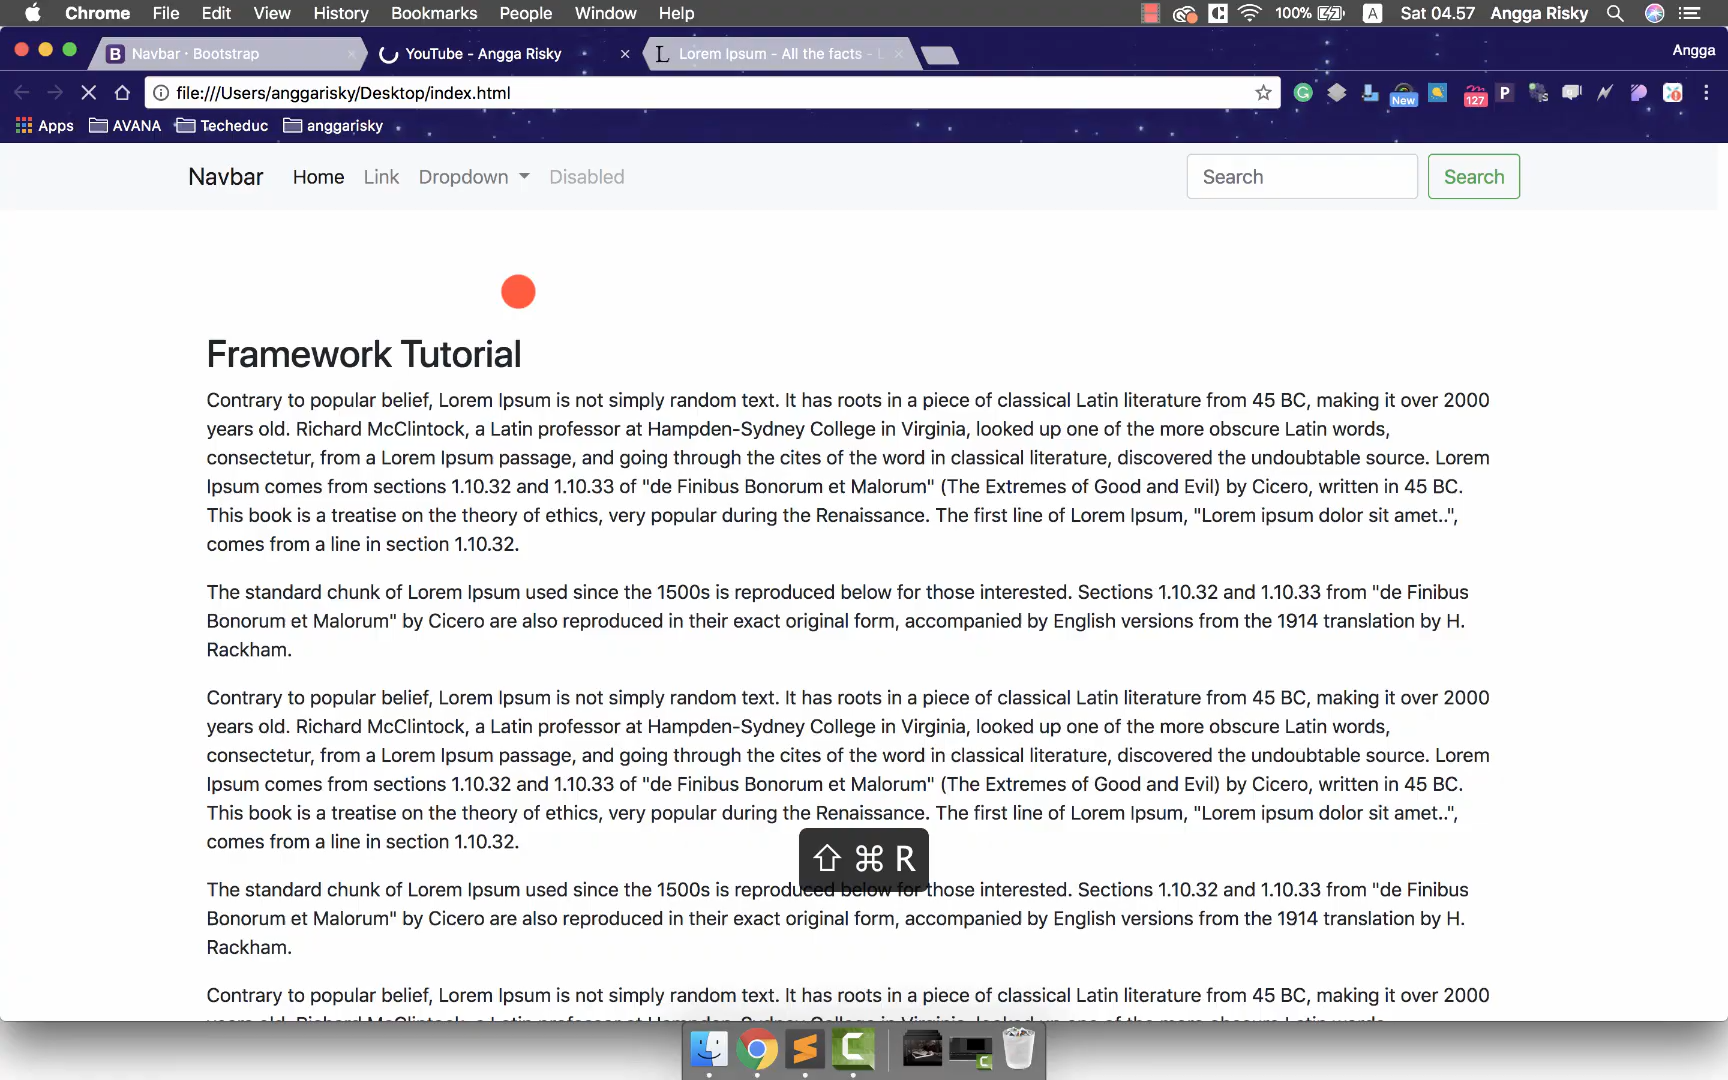 Chrome File Edit View History Bookmarks People Window Help 100% A Sat 04.57 Angga Risky
B Navbar · Bootstrap × YouTube - Angga Risky × L Lorem Ipsum - All the facts - × Angga
file:///Users/anggarisky/Desktop/index.html New 127 P
Apps AVANA Techeduc anggarisky
Navbar Home Link Dropdown Disabled Search Search
Framework Tutorial
Contrary to popular belief, Lorem Ipsum is not simply random text. It has roots in a piece of classical Latin literature from 45 BC, making it over 2000
years old. Richard McClintock, a Latin professor at Hampden-Sydney College in Virginia, looked up one of the more obscure Latin words,
consectetur, from a Lorem Ipsum passage, and going through the cites of the word in classical literature, discovered the undoubtable source. Lorem
Ipsum comes from sections 1.10.32 and 1.10.33 of "de Finibus Bonorum et Malorum" (The Extremes of Good and Evil) by Cicero, written in 45 BC.
This book is a treatise on the theory of ethics, very popular during the Renaissance. The first line of Lorem Ipsum, "Lorem ipsum dolor sit amet..",
comes from a line in section 1.10.32.
The standard chunk of Lorem Ipsum used since the 1500s is reproduced below for those interested. Sections 1.10.32 and 1.10.33 from "de Finibus
Bonorum et Malorum" by Cicero are also reproduced in their exact original form, accompanied by English versions from the 1914 translation by H.
Rackham.
Contrary to popular belief, Lorem Ipsum is not simply random text. It has roots in a piece of classical Latin literature from 45 BC, making it over 2000
years old. Richard McClintock, a Latin professor at Hampden-Sydney College in Virginia, looked up one of the more obscure Latin words,
consectetur, from a Lorem Ipsum passage, and going through the cites of the word in classical literature, discovered the undoubtable source. Lorem
Ipsum comes from sections 1.10.32 and 1.10.33 of "de Finibus Bonorum et Malorum" (The Extremes of Good and Evil) by Cicero, written in 45 BC.
This book is a treatise on the theory of ethics, very popular during the Renaissance. The first line of Lorem Ipsum, "Lorem ipsum dolor sit amet..",
comes from a line in section 1.10.32.
⇧ ⌘ R
The standard chunk of Lorem Ipsum used since the 1500s is reproduced below for those interested. Sections 1.10.32 and 1.10.33 from "de Finibus
Bonorum et Malorum" by Cicero are also reproduced in their exact original form, accompanied by English versions from the 1914 translation by H.
Rackham.
Contrary to popular belief, Lorem Ipsum is not simply random text. It has roots in a piece of classical Latin literature from 45 BC, making it over 2000